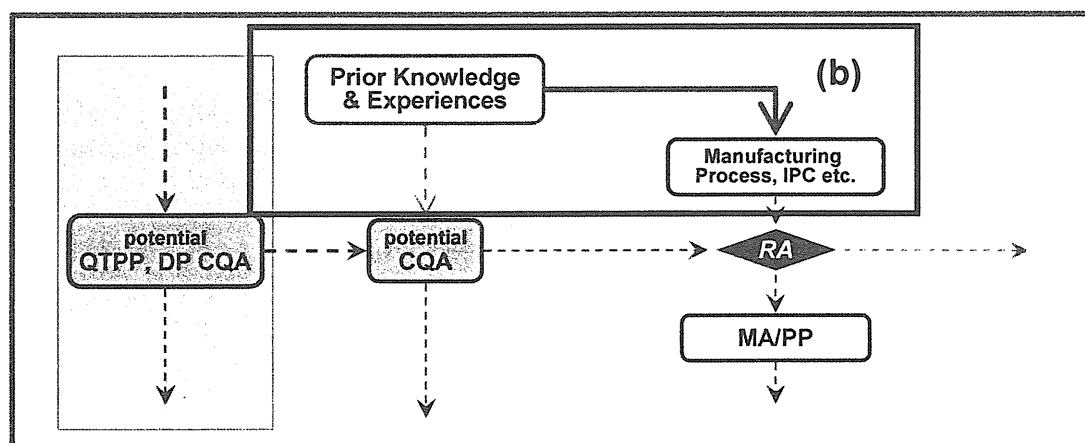 Prior Knowledge
& Experiences
(b)
Manufacturing
Process, IPC etc.
potential
QTPP, DP CQA
potential
CQA
RA
MA/PP